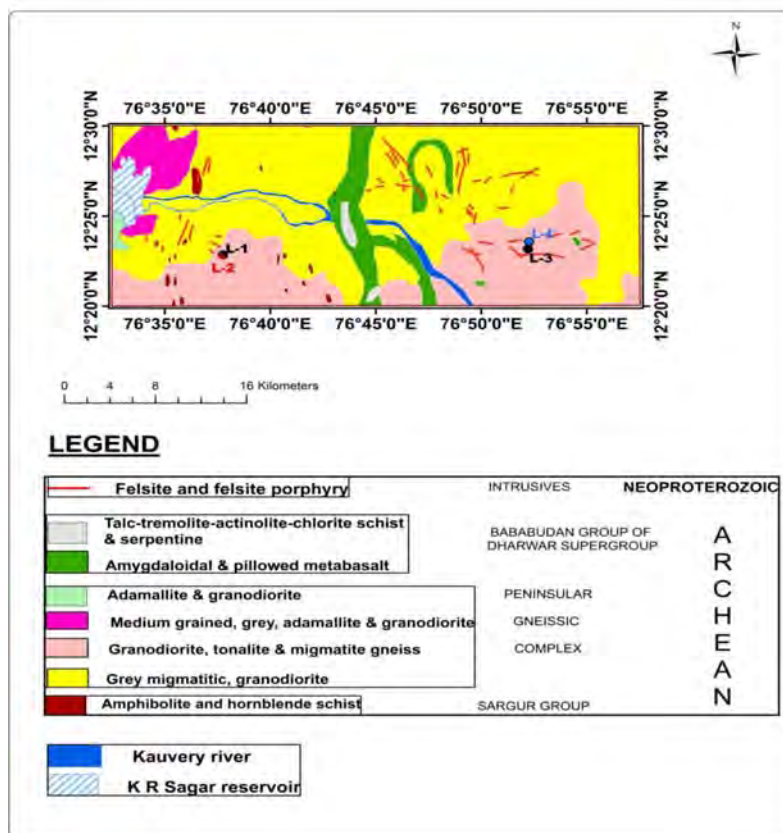 N
76°35'0"E 76°40'0"E 76°45'0"E 76°50'0"E 76°55'0"E
12°30'0"N 12°30'0"N
12°25'0"N 12°25'0"N
L-4
L-1
L-3
L-2
12°20'0"N 12°20'0"N
76°35'0"E 76°40'0"E 76°45'0"E 76°50'0"E 76°55'0"E
0 4 8 16 Kilometers
LEGEND
Felsite and felsite porphyry INTRUSIVES NEOPROTEROZOIC
Talc-tremolite-actinolite-chlorite schist
& serpentine
BABABUDAN GROUP OF
DHARWAR SUPERGROUP
Amygdaloidal & pillowed metabasalt
Adamallite & granodiorite PENINSULAR
Medium grained, grey, adamallite & granodiorite GNEISSIC
Granodiorite, tonalite & migmatite gneiss COMPLEX
Grey migmatitic, granodiorite
Amphibolite and hornblende schist SARGUR GROUP
ARCHEAN
Kauvery river
K R Sagar reservoir